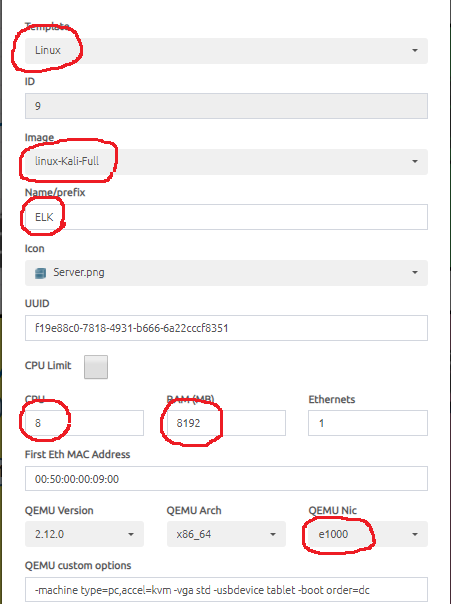 Template
Linux
ID
9
Image
linux-Kali-Full
Name/prefix
ELK
Icon
Server.png
UUID
f19e88c0-7818-4931-b666-6a22cccf8351
CPU Limit
CPU RAM (MB) Ethernets
8 8192 1
First Eth MAC Address
00:50:00:00:09:00
QEMU Version QEMU Arch QEMU Nic
2.12.0 x86_64 e1000
QEMU custom options
-machine type=pc,accel=kvm -vga std -usbdevice tablet -boot order=dc